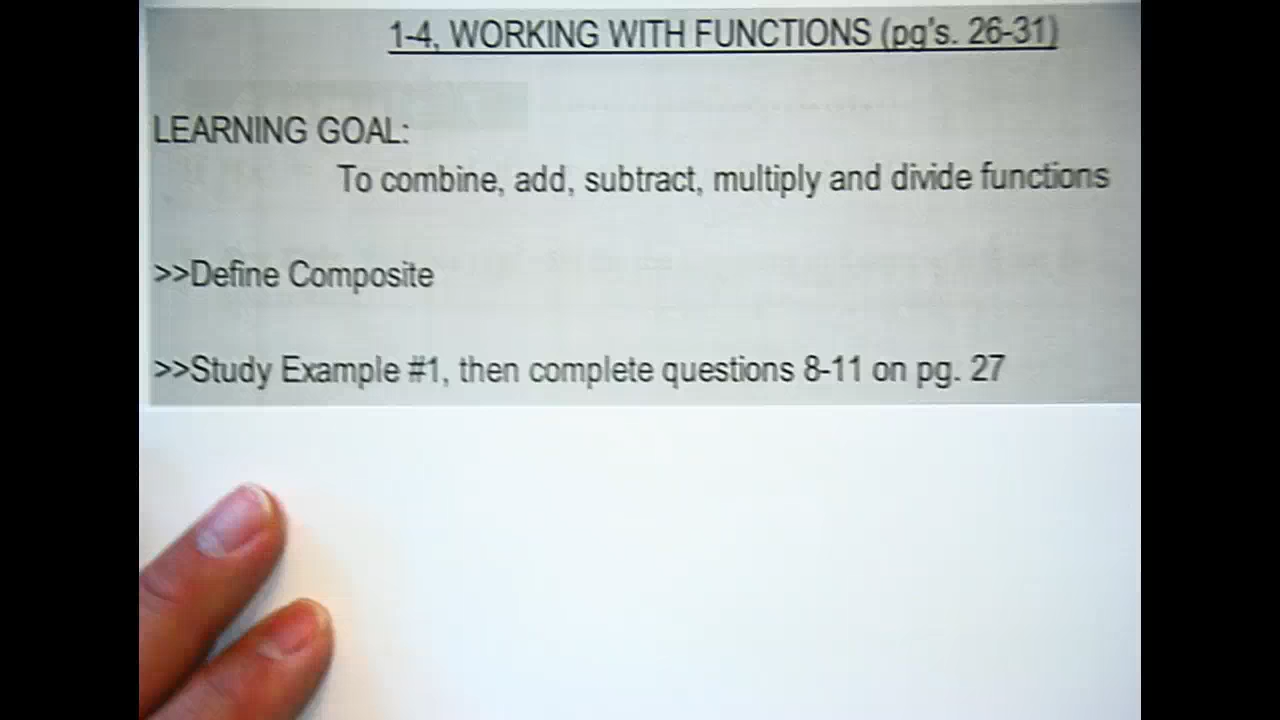 1-4, WORKING WITH FUNCTIONS (pg's. 26-31)
LEARNING GOAL:
To combine, add, subtract, multiply and divide functions
>>Define Composite
>>Study Example #1, then complete questions 8-11 on pg. 27